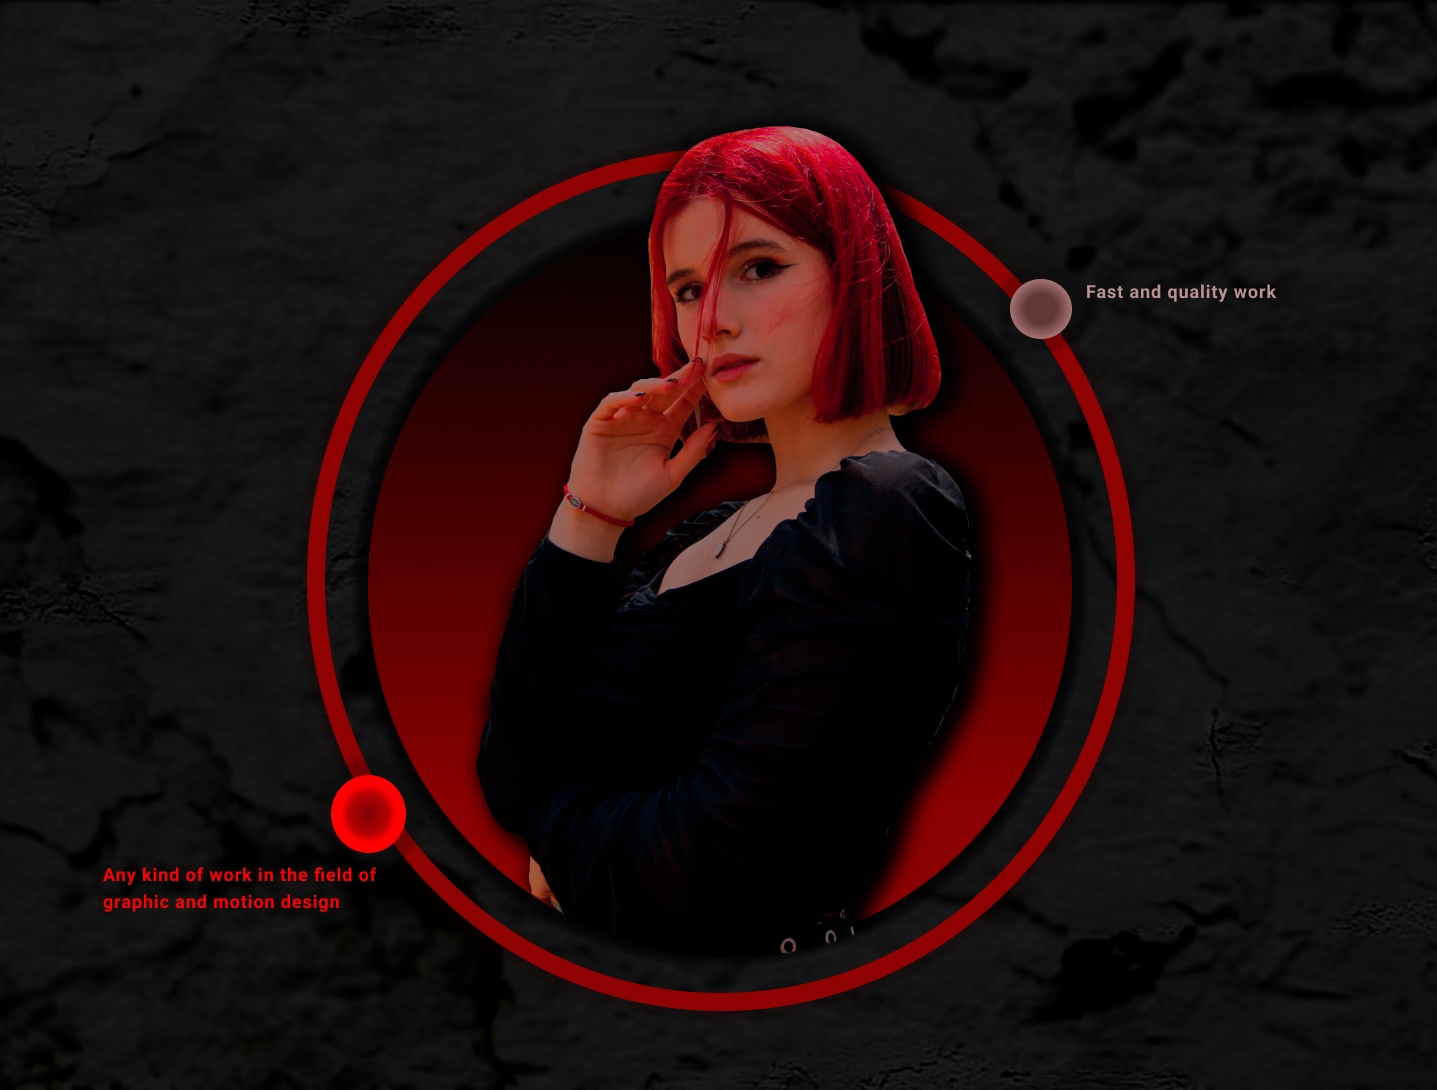 Fast and quality work
Any kind of work in the field of
graphic and motion design